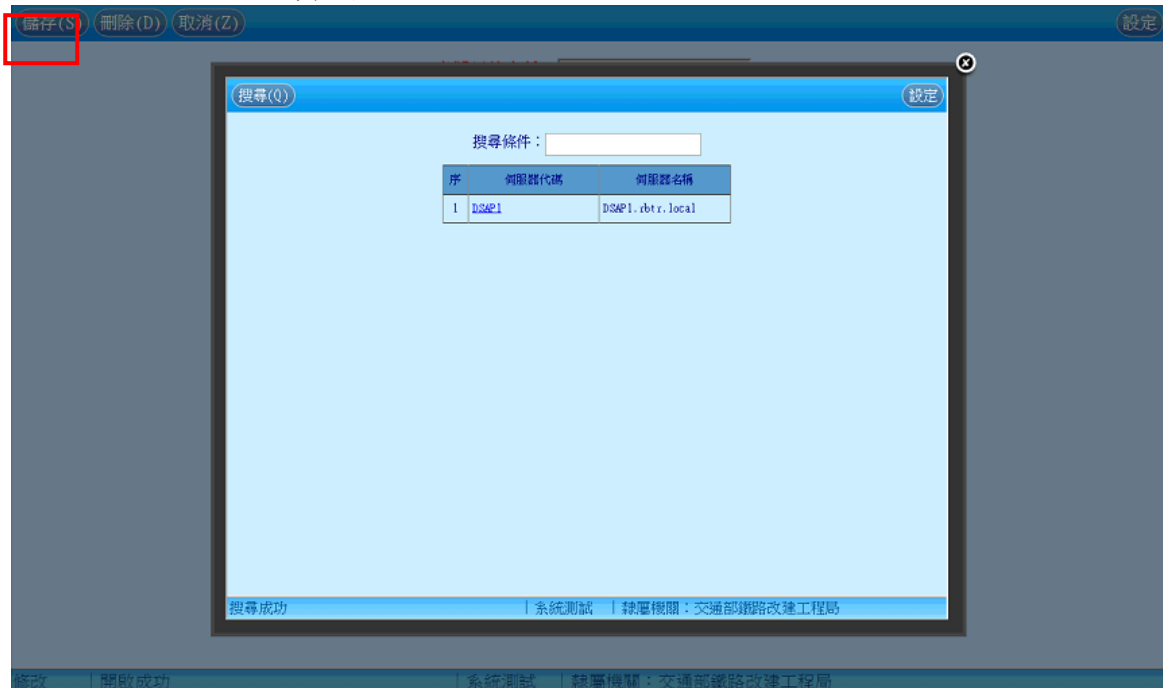 儲存(S) 刪除(D) 取消(Z) 設定
搜尋(Q) 設定
搜尋條件：
序 伺服器代碼 伺服器名稱
1 DSAP1 DSAP1.rbtr.local
搜尋成功 系統測試 隸屬機關：交通部鐵路改建工程局
修改 開啟成功 系統測試 隸屬機關：交通部鐵路改建工程局